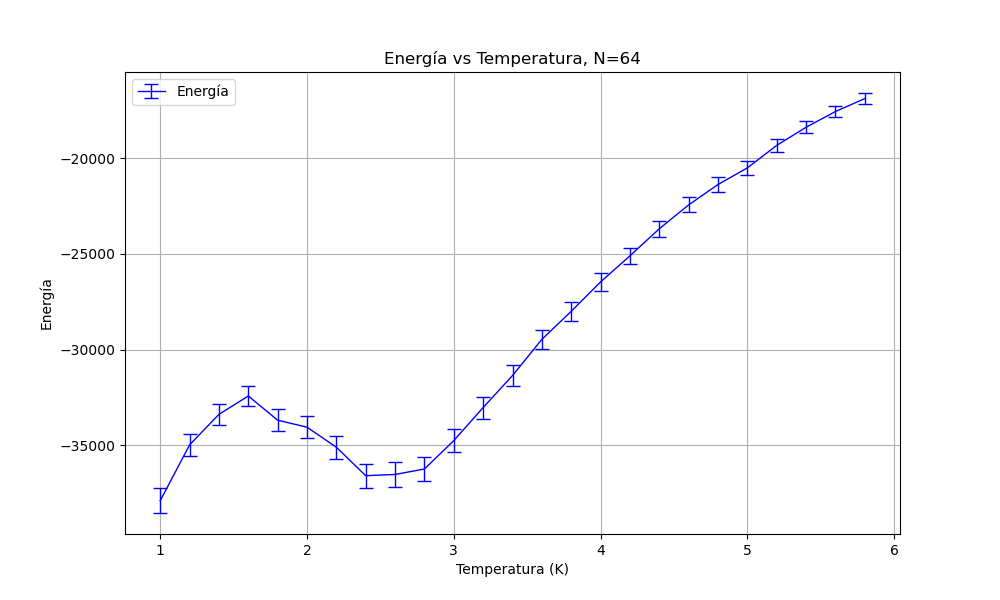 Energía vs Temperatura, N=64
Energía
−20000
−25000
−30000
−35000
Energía
1 2 3 4 5 6
Temperatura (K)